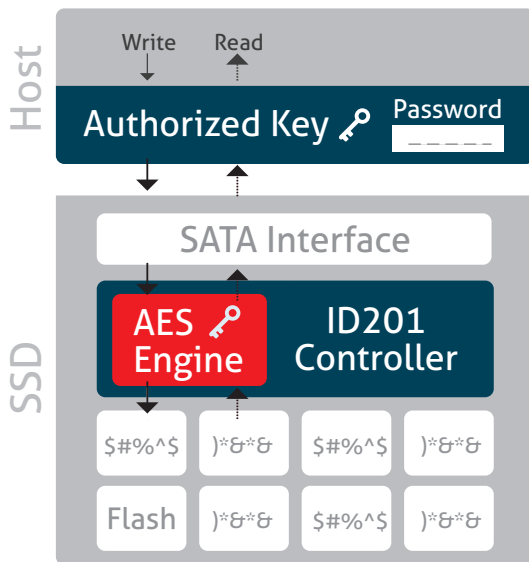 Host
Write Read
Authorized Key Password
_ _ _ _ _
SSD
SATA Interface
AES Engine
ID201 Controller
$#%^$ )*&*& $#%^$ )*&*&
Flash )*&*& $#%^$ )*&*&